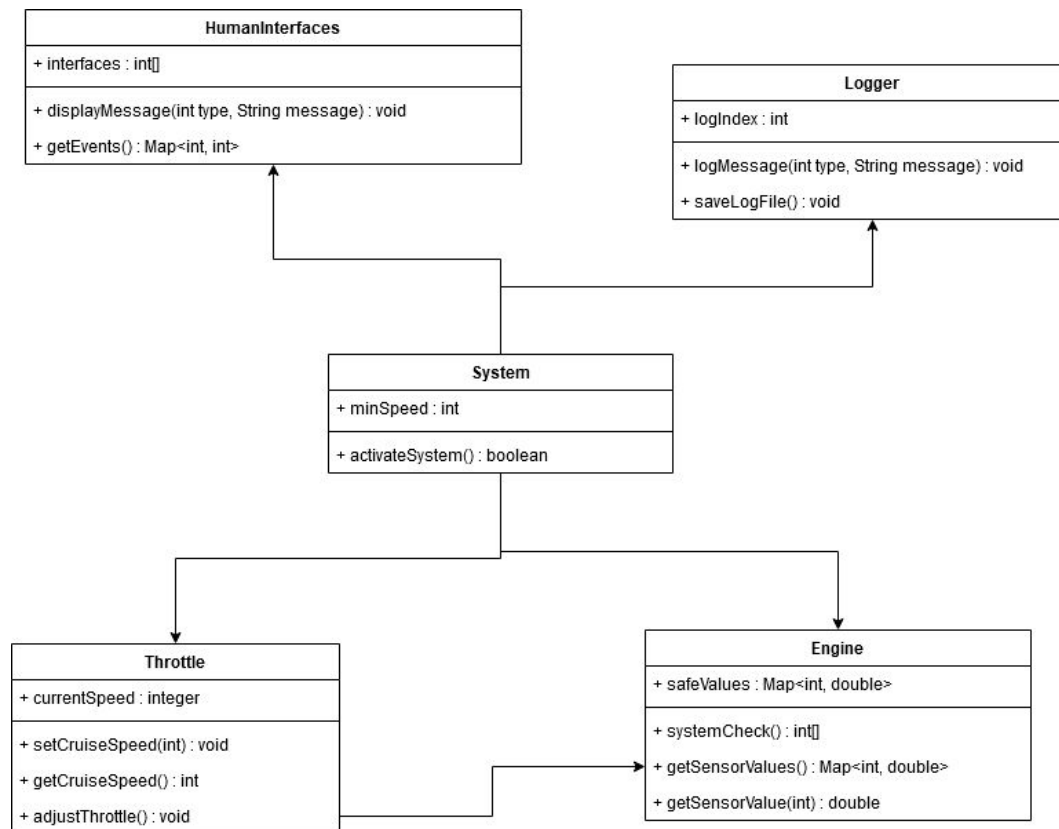 HumanInterfaces
+ interfaces : int[]
+ displayMessage(int type, String message) : void
+ getEvents() : Map<int, int>
Logger
+ logIndex : int
+ logMessage(int type, String message) : void
+ saveLogFile() : void
System
+ minSpeed : int
+ activateSystem() : boolean
Throttle
+ currentSpeed : integer
+ setCruiseSpeed(int) : void
+ getCruiseSpeed() : int
+ adjustThrottle() : void
Engine
+ safeValues : Map<int, double>
+ systemCheck() : int[]
+ getSensorValues() : Map<int, double>
+ getSensorValue(int) : double